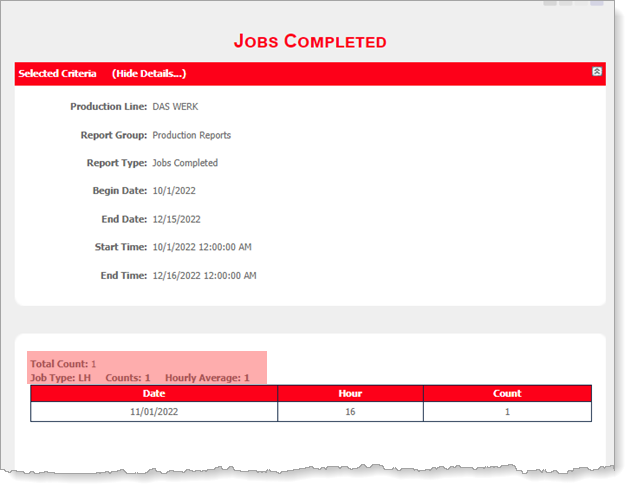 JOBS COMPLETED
Selected Criteria (Hide Details...)
Production Line: DAS WERK
Report Group: Production Reports
Report Type: Jobs Completed
Begin Date: 10/1/2022
End Date: 12/15/2022
Start Time: 10/1/2022 12:00:00 AM
End Time: 12/16/2022 12:00:00 AM
Total Count: 1
Job Type: LH Counts: 1 Hourly Average: 1
Date Hour Count
11/01/2022 16 1